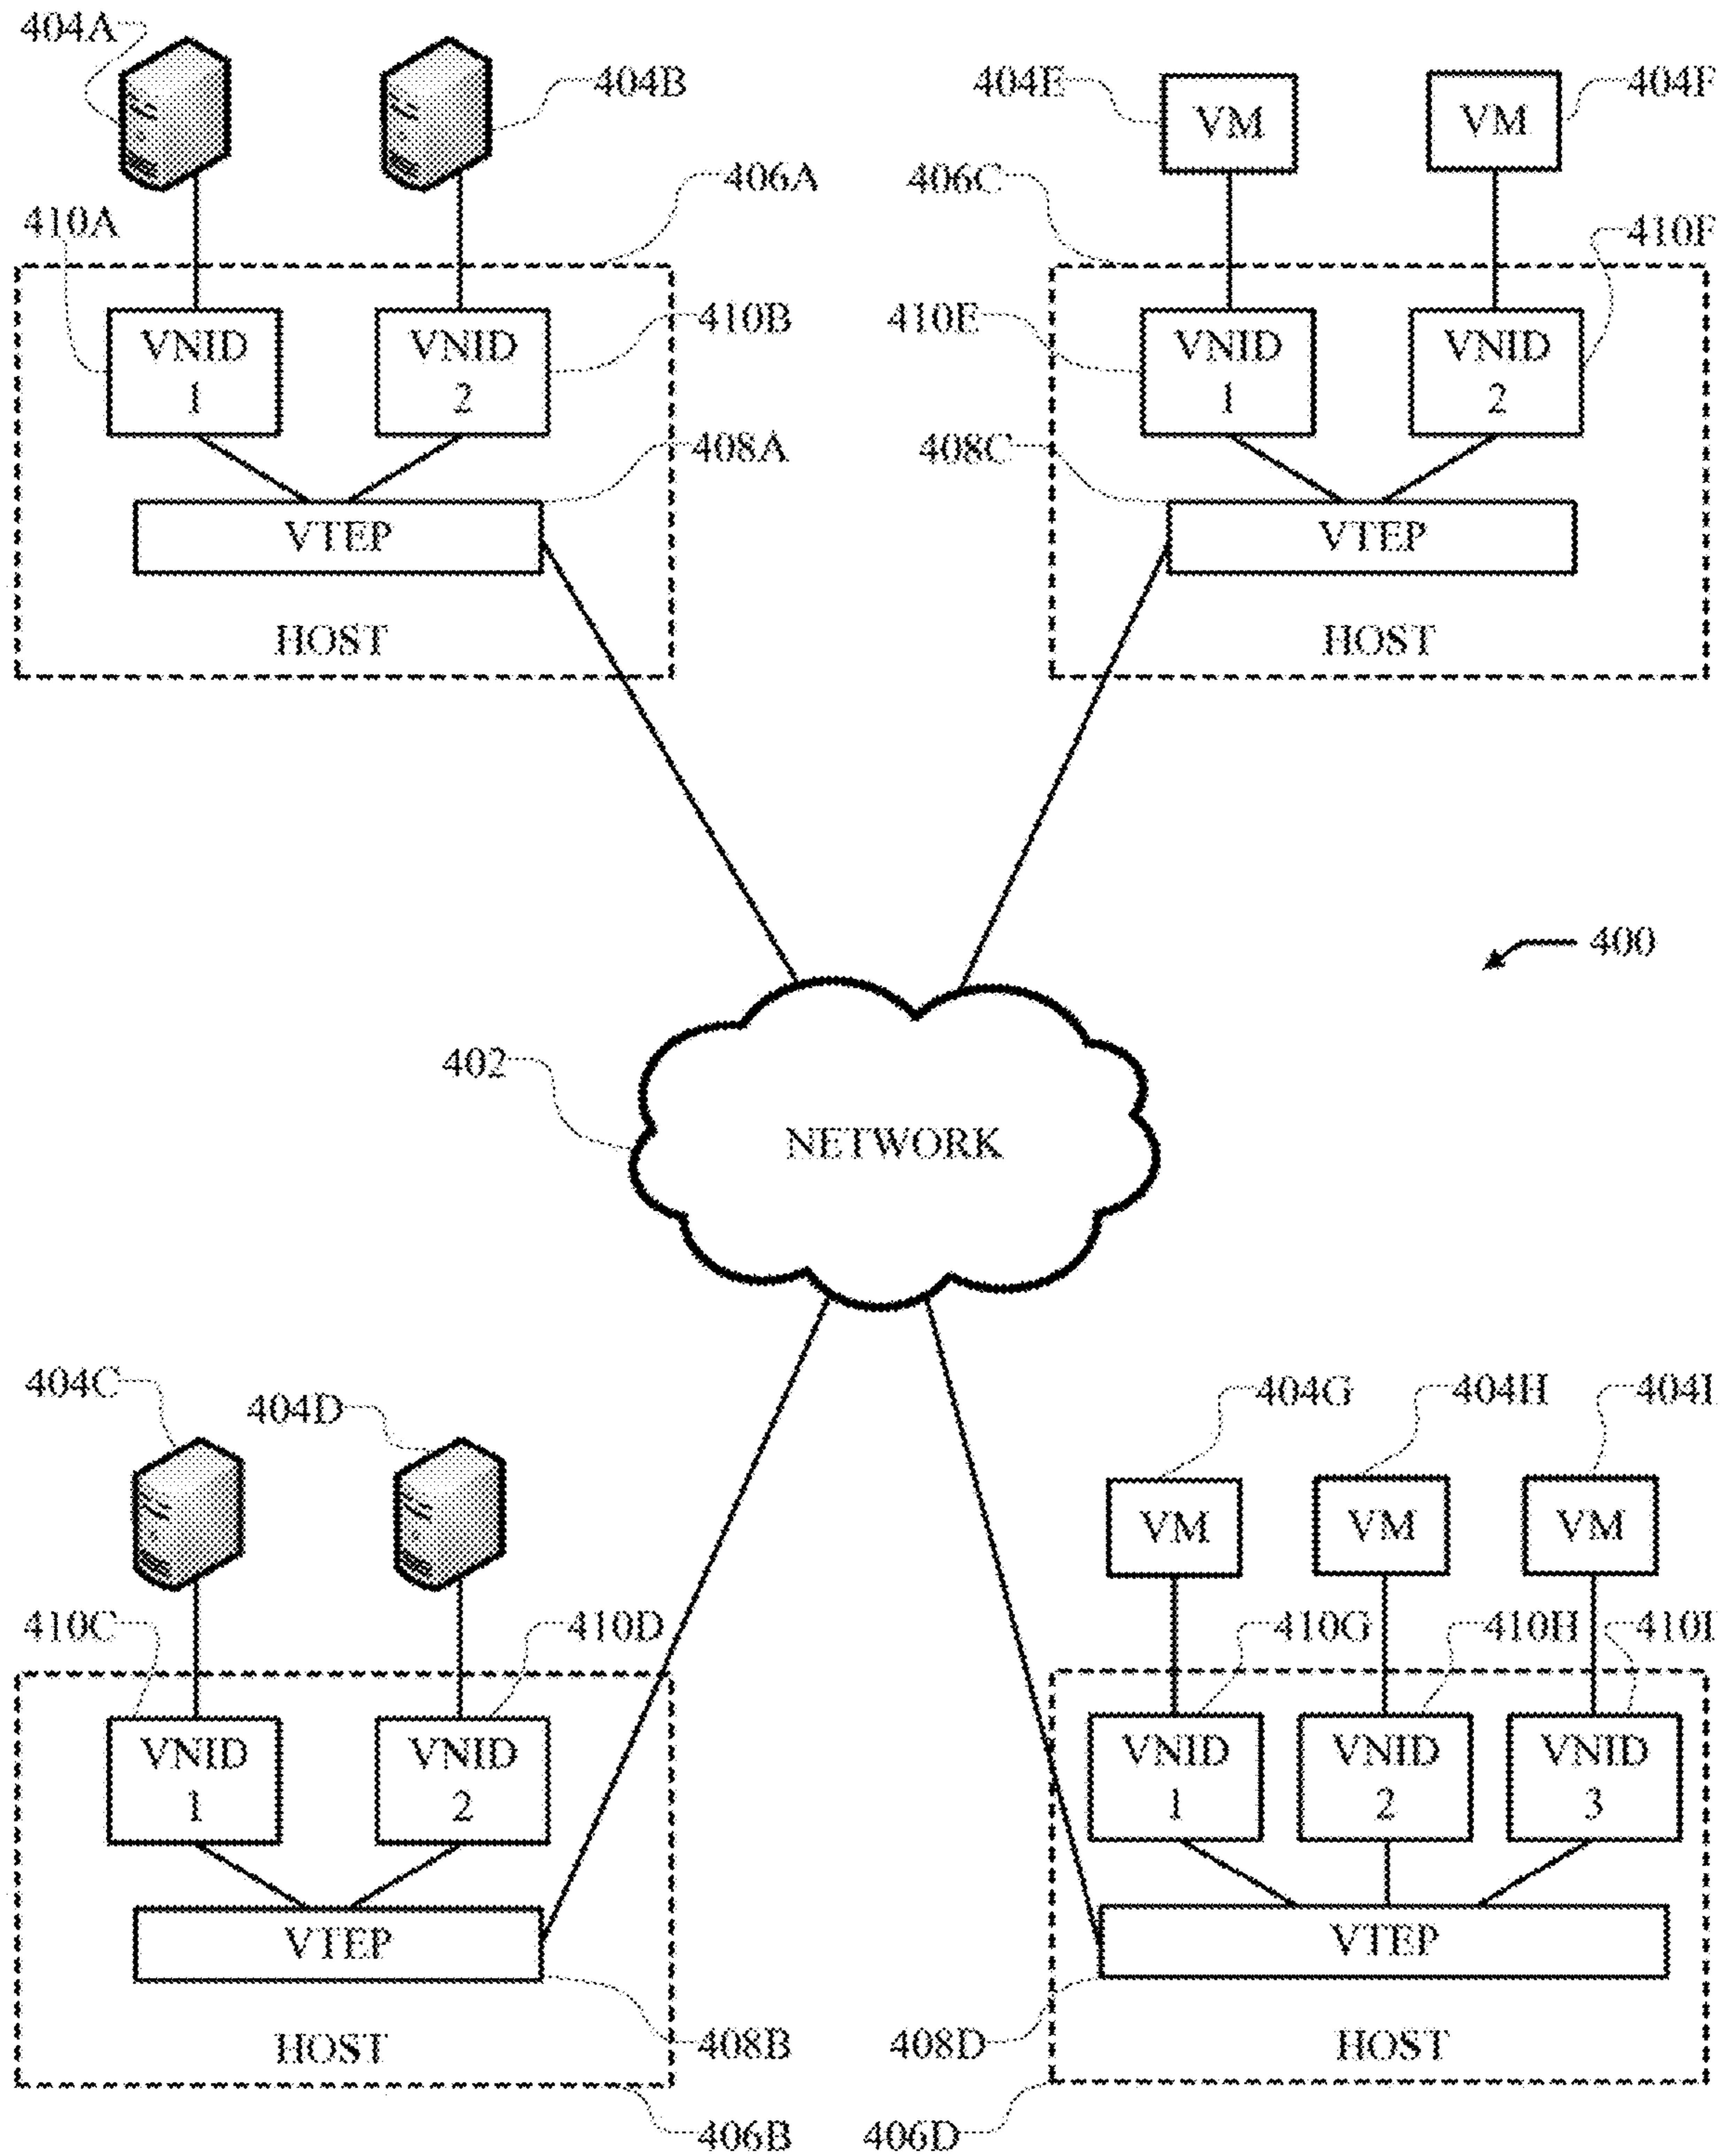 404A
404B
404E
VM
VM
404F
406A
406C
410A
410F
VNID
1
VNID
2
410B
410E
VNID
1
VNID
2
408A
408C
VTEP
VTEP
HOST
HOST
400
402
NETWORK
404C
404D
404G
404H
404I
VM
VM
VM
410C
410D
410G
410H
410I
VNID
1
VNID
2
VNID
1
VNID
2
VNID
3
VTEP
VTEP
HOST
408B
408D
HOST
406B
406D